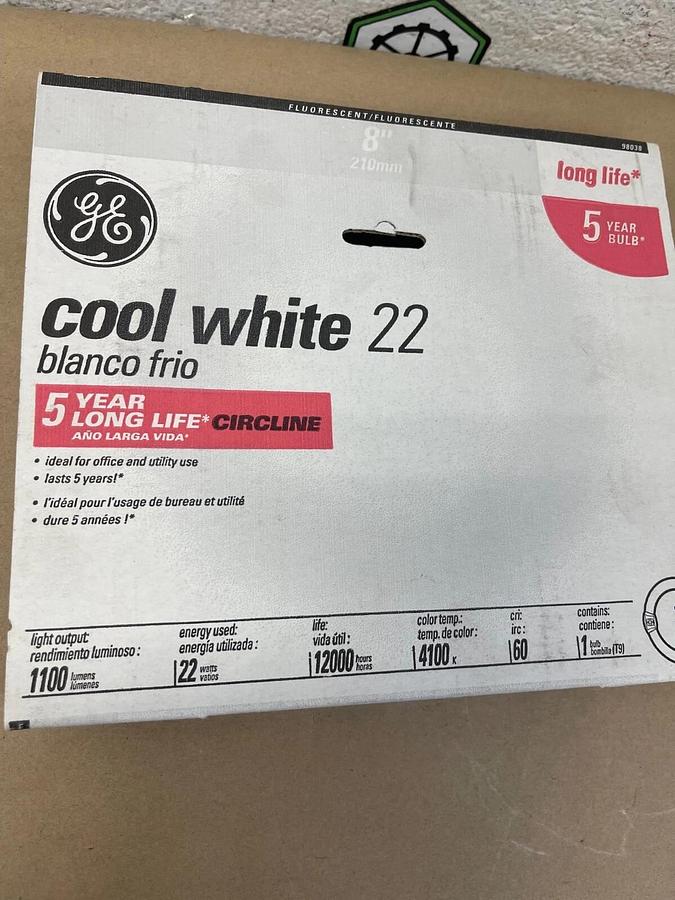 FLUORESCENT/FLUORESCENTE
98038
8"
210mm
long life*
5 YEAR
BULB*
GE
cool white 22
blanco frio
5 YEAR
LONG LIFE* CIRCLINE
AÑO LARGA VIDA*
• ideal for office and utility use
• lasts 5 years!*
• l'idéal pour l'usage de bureau et utilité
• dure 5 années !*
light output:
rendimiento luminoso:
1100 lumens
lúmenes
energy used:
energía utilizada:
22 watts
vatios
life:
vida útil:
12000 hours
horas
color temp.:
temp. de color:
4100 K
cri:
irc:
60
contains:
contiene:
1 bulb
bombilla (T9)